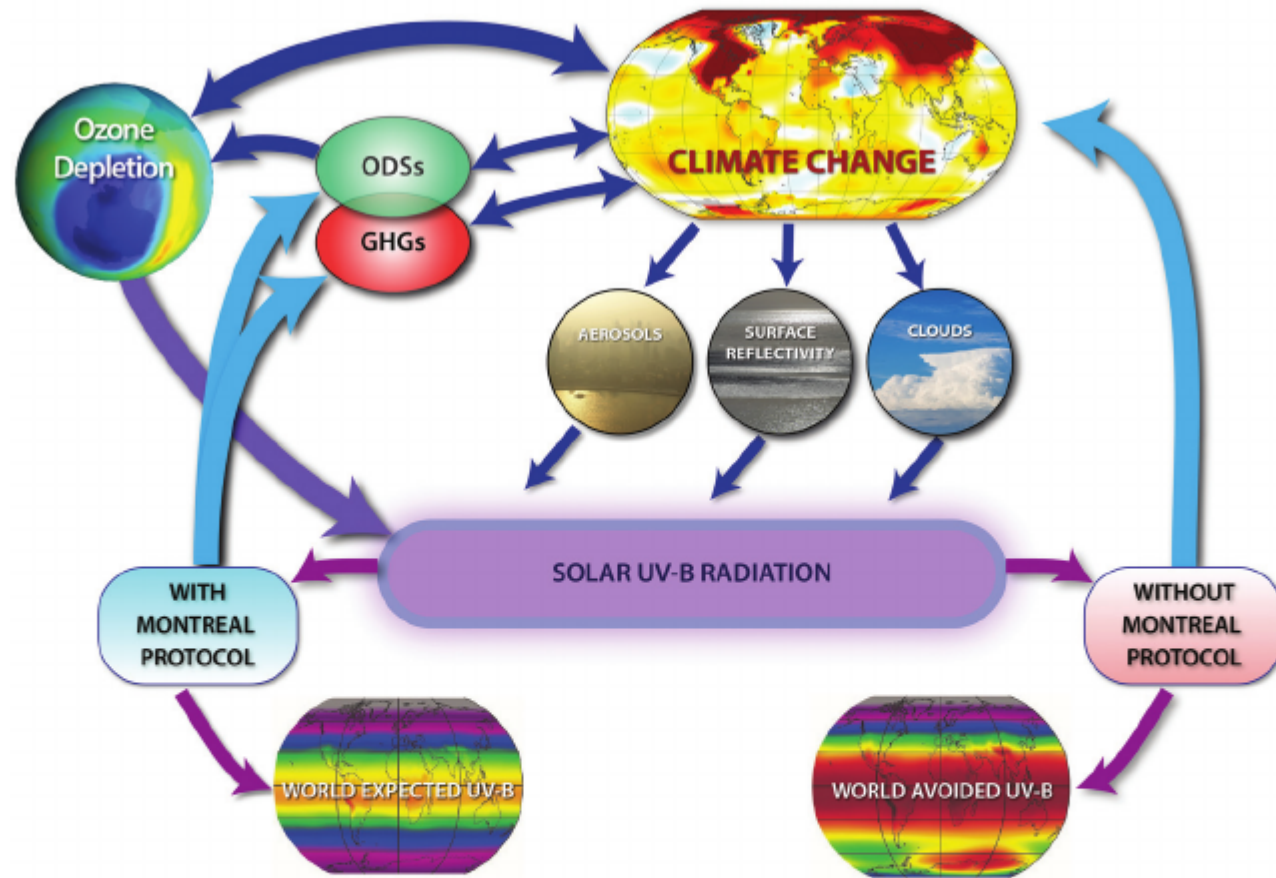 Ozone
Depletion
ODSs
GHGs
CLIMATE CHANGE
AEROSOLS
SURFACE
REFLECTIVITY
CLOUDS
SOLAR UV-B RADIATION
WITH
MONTREAL
PROTOCOL
WITHOUT
MONTREAL
PROTOCOL
WORLD EXPECTED UV-B
WORLD AVOIDED UV-B